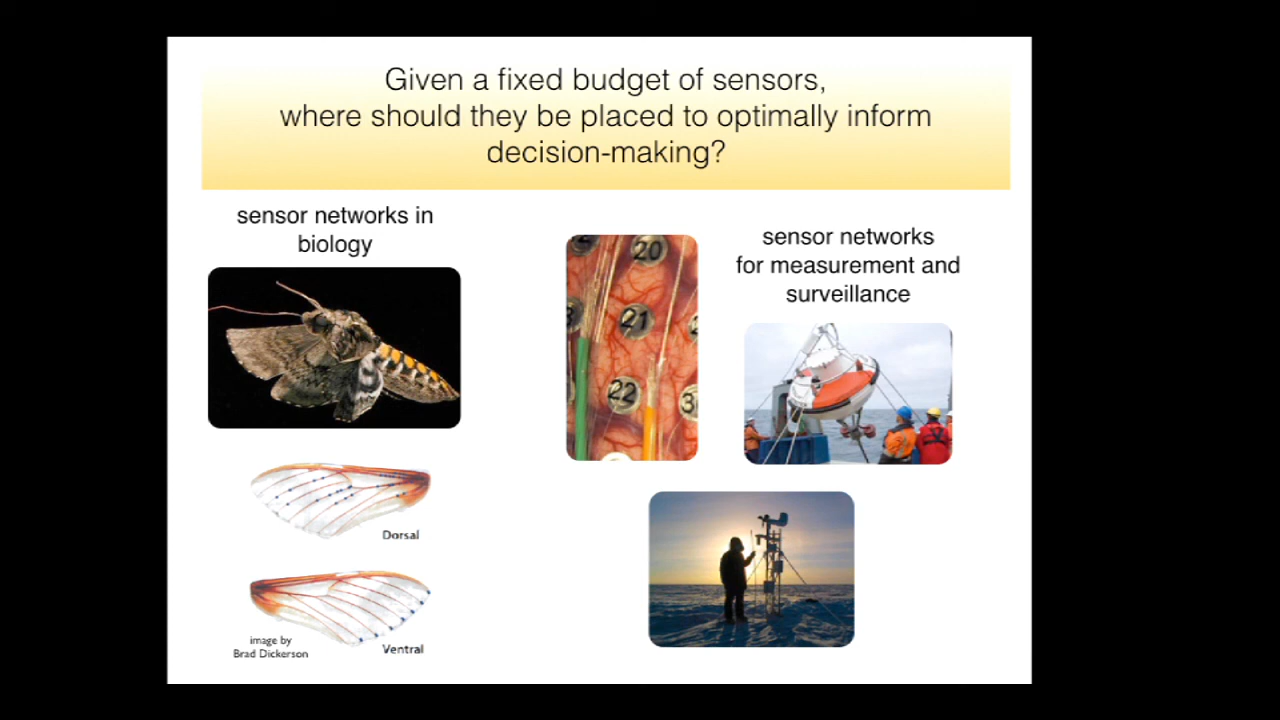 Given a fixed budget of sensors,
where should they be placed to optimally inform
decision-making?
sensor networks in
biology
sensor networks
for measurement and
surveillance
20
21
22
Dorsal
image by
Brad Dickerson
Ventral